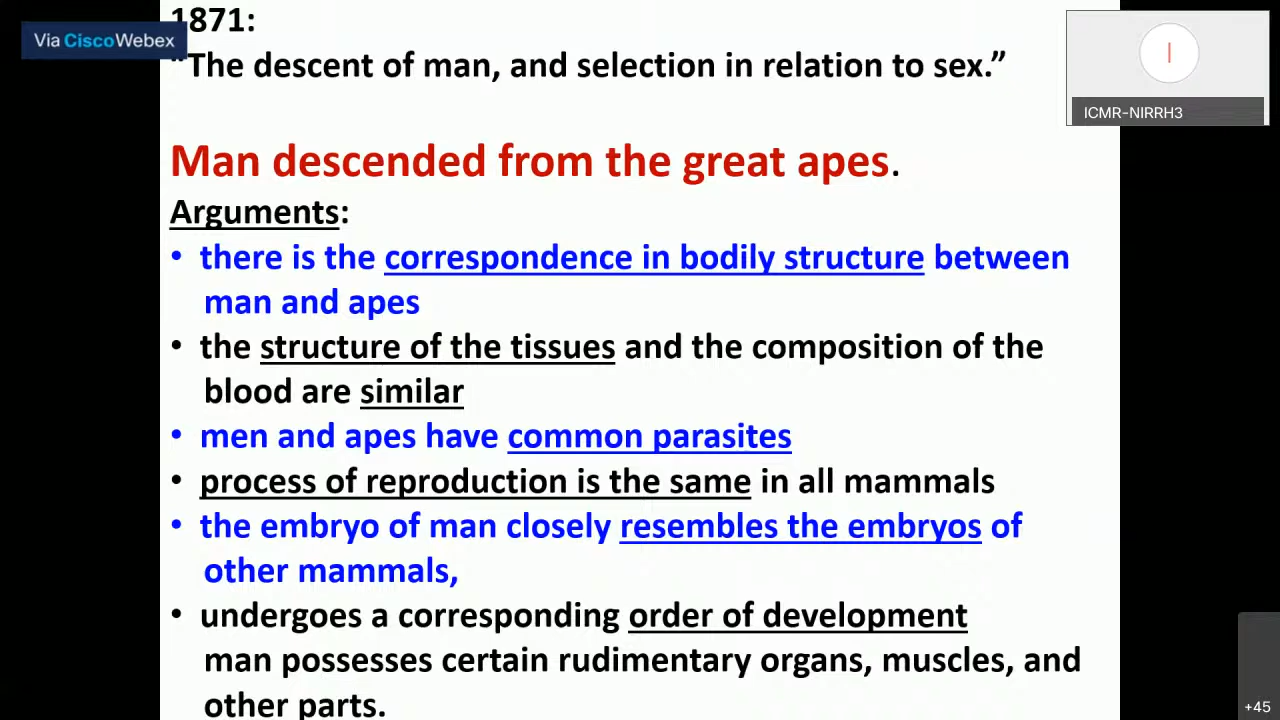 1871:
Via CiscoWebex
"The descent of man, and selection in relation to sex.”
ICMR-NIRRH3
Man descended from the great apes.
Arguments:
• there is the correspondence in bodily structure between
man and apes
• the structure of the tissues and the composition of the
blood are similar
• men and apes have common parasites
• process of reproduction is the same in all mammals
• the embryo of man closely resembles the embryos of
other mammals,
• undergoes a corresponding order of development
man possesses certain rudimentary organs, muscles, and
other parts.
+45